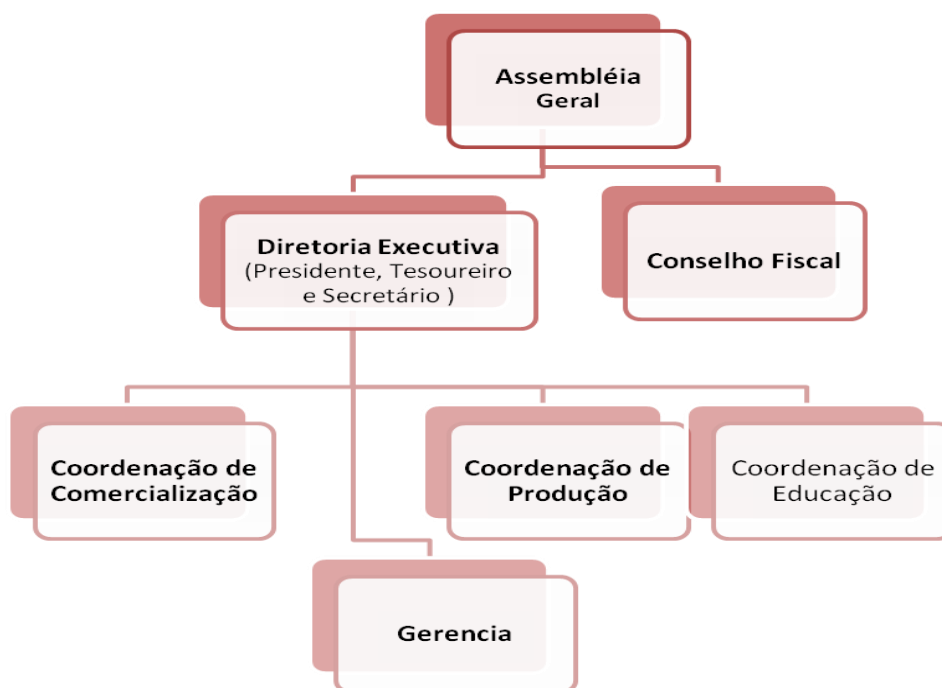 Assembléia
Geral
Diretoria Executiva
(Presidente, Tesoureiro
e Secretário )
Conselho Fiscal
Coordenação de
Comercialização
Coordenação de
Produção
Coordenação de
Educação
Gerencia